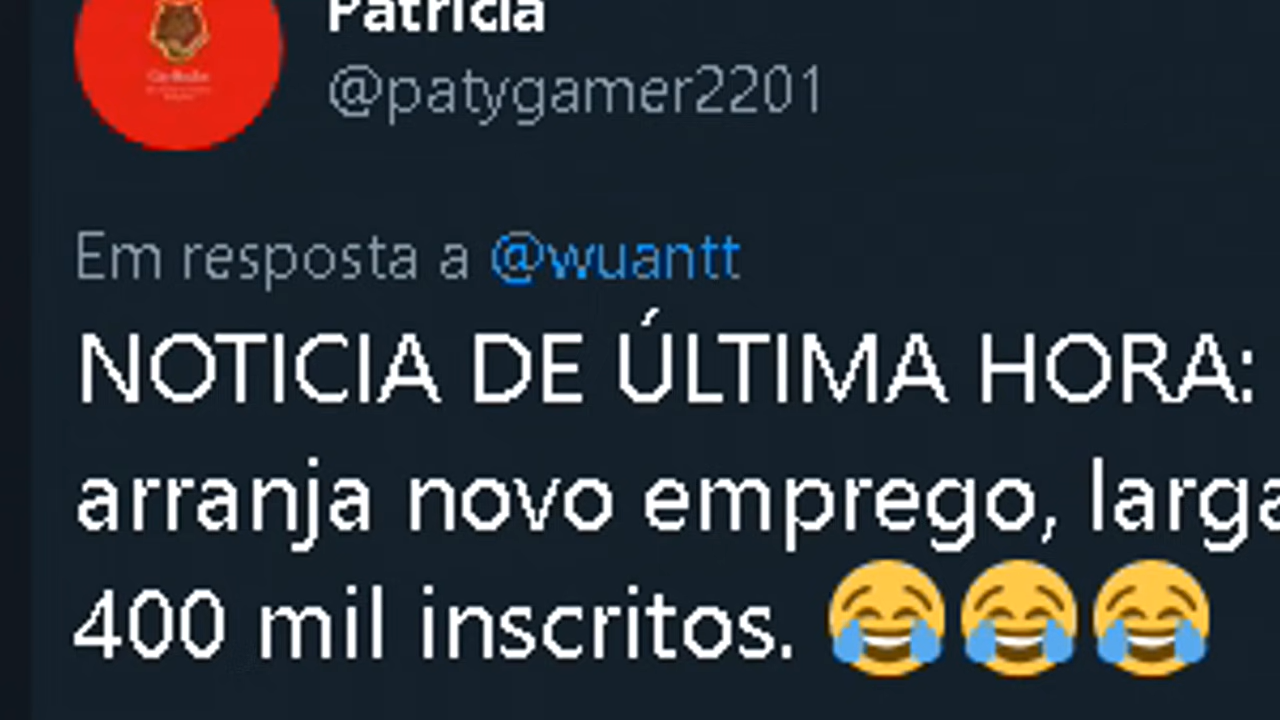 Patrícia
@patygamer2201
Em resposta a @wuantt
NOTICIA DE ÚLTIMA HORA:
arranja novo emprego, larga
400 mil inscritos. 😂😂😂